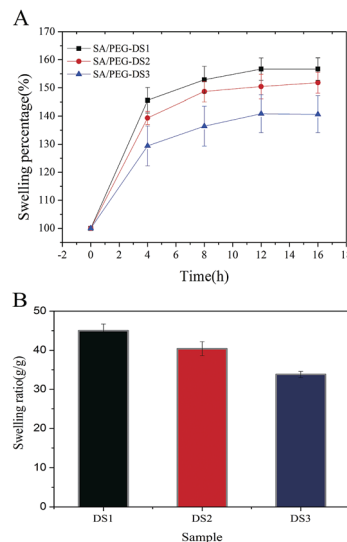 A
160
150
140
130
120
110
100
SA/PEG-DS1
SA/PEG-DS2
SA/PEG-DS3
Swelling percentage(%)
-2 0 2 4 6 8 10 12 14 16 18
Time(h)
B
50
40
30
20
10
0
Swelling ratio(g/g)
DS1 DS2 DS3
Sample